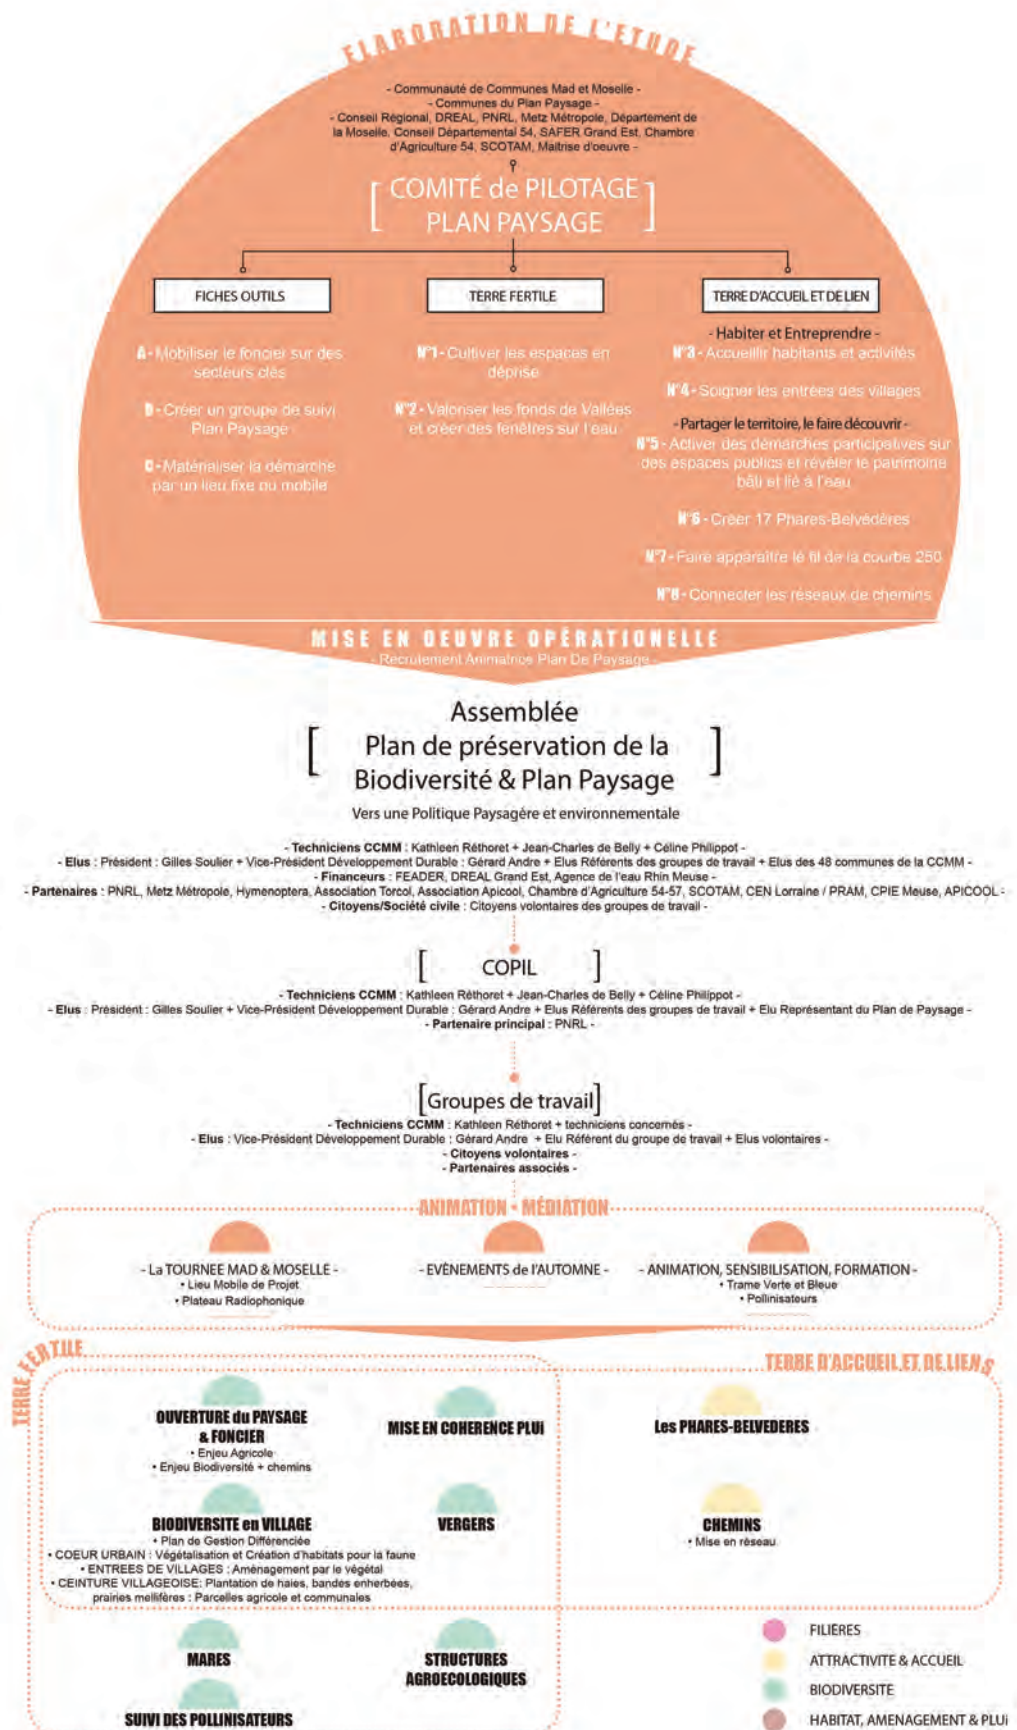 ELABORATION DE L'ETUDE
- Communauté de Communes Mad et Moselle -
- Communes du Plan Paysage -
- Conseil Régional, DREAL, PNRL, Metz Métropole, Département de
la Moselle, Conseil Départemental 54, SAFER Grand Est, Chambre
d'Agriculture 54, SCOTAM, Maitrise d'oeuvre -
[ COMITÉ de PILOTAGE
PLAN PAYSAGE ]
FICHES OUTILS
A- Mobiliser le foncier sur des
secteurs clés
B- Créer un groupe de suivi
Plan Paysage
C- Matérialiser la démarche
par un lieu fixe ou mobile
TERRE FERTILE
N°1- Cultiver les espaces en
déprise
N°2- Valoriser les fonds de Vallées
et créer des fenêtres sur l'eau
TERRE D'ACCUEIL ET DE LIEN
- Habiter et Entreprendre -
N°3- Accueillir habitants et activités
N°4- Soigner les entrées des villages
- Partager le territoire, le faire découvrir -
N°5- Activer des démarches participatives sur
des espaces publics et révéler le patrimoine
bâti et lié à l'eau
N°6- Créer 17 Phares-Belvédères
N°7- Faire apparaître le fil de la courbe 250
N°8- Connecter les réseaux de chemins
MISE EN OEUVRE OPÉRATIONELLE
- Recrutement Animatrice Plan De Paysage -
[ Assemblée
Plan de préservation de la
Biodiversité & Plan Paysage ]
Vers une Politique Paysagére et environnementale
- Techniciens CCMM : Kathleen Réthoret + Jean-Charles de Belly + Céline Philippot -
- Elus : Président : Gilles Soulier + Vice-Président Développement Durable : Gérard Andre + Elus Référents des groupes de travail + Elus des 48 communes de la CCMM -
- Financeurs : FEADER, DREAL Grand Est, Agence de l'eau Rhin Meuse -
- Partenaires : PNRL, Metz Métropole, Hymenoptera, Association Torcol, Association Apicool, Chambre d'Agriculture 54-57, SCOTAM, CEN Lorraine / PRAM, CPIE Meuse, APICOOL -
- Citoyens/Société civile : Citoyens volontaires des groupes de travail -
[ COPIL ]
- Techniciens CCMM : Kathleen Réthoret + Jean-Charles de Belly + Céline Philippot -
- Elus : Président : Gilles Soulier + Vice-Président Développement Durable : Gérard Andre + Elus Référents des groupes de travail + Elu Représentant du Plan de Paysage -
- Partenaire principal : PNRL -
[Groupes de travail]
- Techniciens CCMM : Kathleen Réthoret + techniciens concernés -
- Elus : Vice-Président Développement Durable : Gérard Andre + Elu Référent du groupe de travail + Elus volontaires -
- Citoyens volontaires -
- Partenaires associés -
ANIMATION - MÉDIATION
- La TOURNEE MAD & MOSELLE -
• Lieu Mobile de Projet
• Plateau Radiophonique
- EVÈNEMENTS de l'AUTOMNE -
- ANIMATION, SENSIBILISATION, FORMATION -
• Trame Verte et Bleue
• Pollinisateurs
TERRE FERTILE
TERRE D'ACCUEIL ET DE LIENS
OUVERTURE du PAYSAGE
& FONCIER
• Enjeu Agricole
• Enjeu Biodiversité + chemins
MISE EN COHERENCE PLUi
Les PHARES-BELVEDERES
BIODIVERSITE en VILLAGE
• Plan de Gestion Différenciée
• COEUR URBAIN : Végétalisation et Création d'habitats pour la faune
• ENTREES DE VILLAGES : Aménagement par le végétal
• CEINTURE VILLAGEOISE: Plantation de haies, bandes enherbées,
prairies mellifères : Parcelles agricole et communales
VERGERS
CHEMINS
• Mise en réseau
MARES
STRUCTURES
AGROECOLOGIQUES
SUIVI DES POLLINISATEURS
FILIÈRES
ATTRACTIVITE & ACCUEIL
BIODIVERSITE
HABITAT, AMENAGEMENT & PLUi